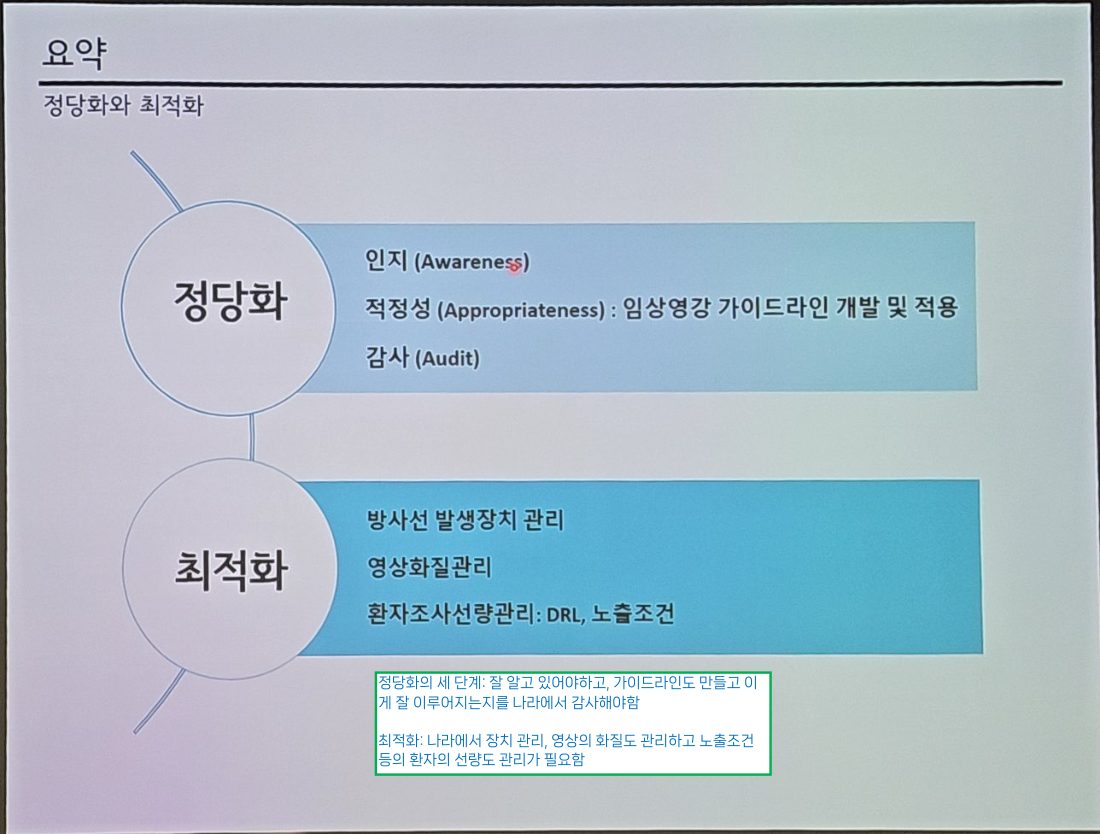 요약
정당화와 최적화
정당화
인지 (Awareness)
적정성 (Appropriateness) : 임상영강 가이드라인 개발 및 적용
감사 (Audit)
최적화
방사선 발생장치 관리
영상화질관리
환자조사선량관리: DRL, 노출조건
정당화의 세 단계: 잘 알고 있어야하고, 가이드라인도 만들고 이
게 잘 이루어지는지를 나라에서 감사해야함
최적화: 나라에서 장치 관리, 영상의 화질도 관리하고 노출조건
등의 환자의 선량도 관리가 필요함